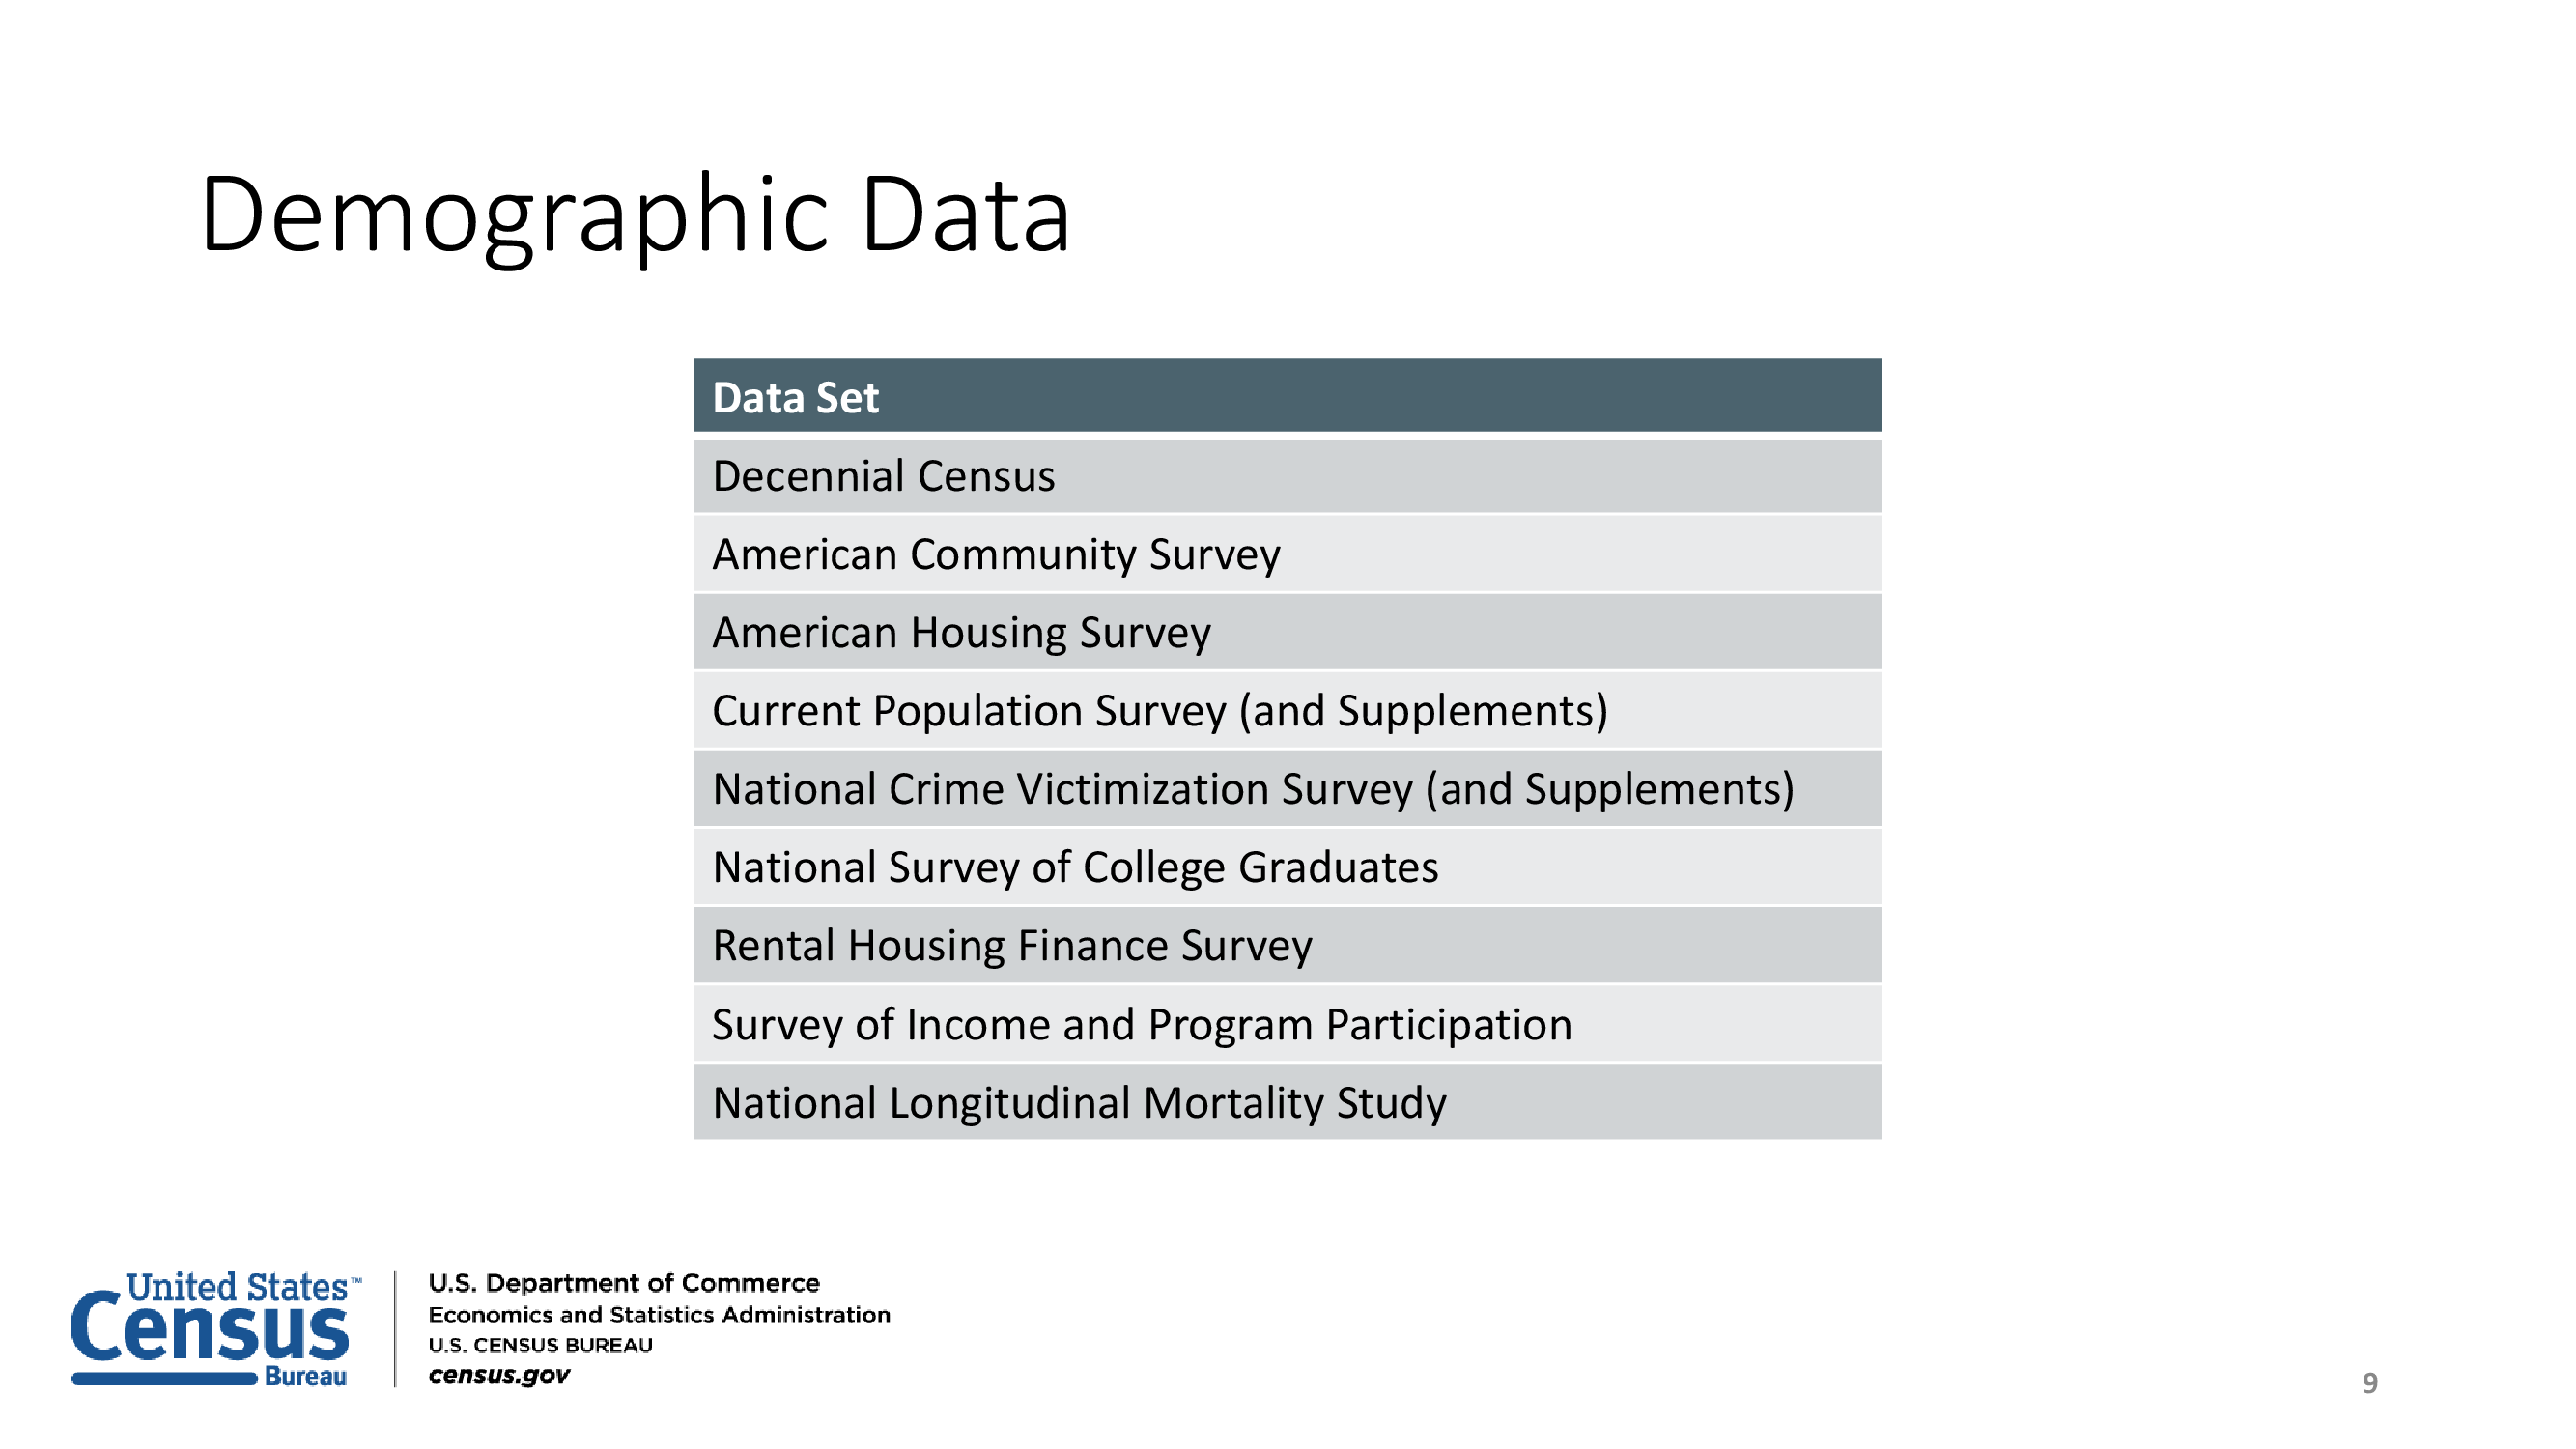 Demographic Data
Data Set
Decennial Census
American Community Survey
American Housing Survey
Current Population Survey (and Supplements)
National Crime Victimization Survey (and Supplements)
National Survey of College Graduates
Rental Housing Finance Survey
Survey of Income and Program Participation
National Longitudinal Mortality Study
United States™
Census
Bureau
U.S. Department of Commerce
Economics and Statistics Administration
U.S. CENSUS BUREAU
census.gov
9